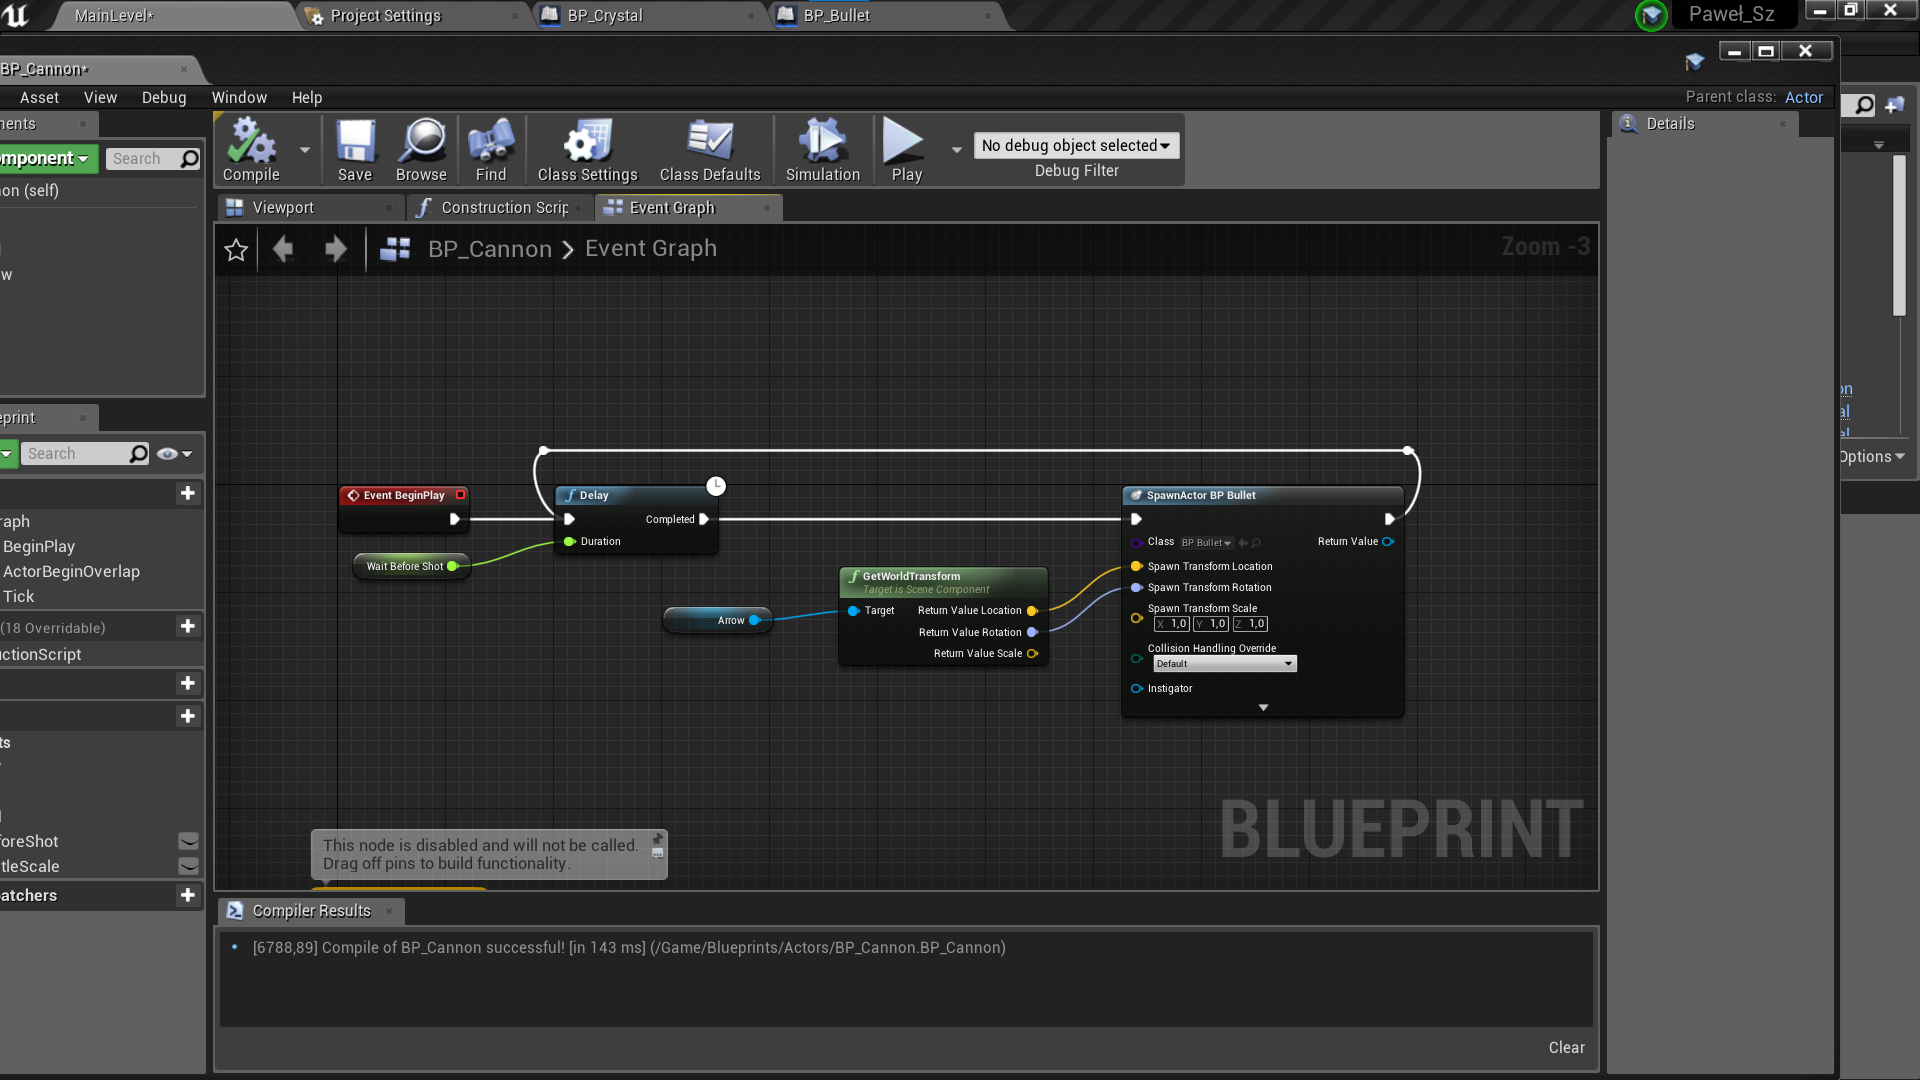 MainLevel*
Project Settings
BP_Crystal
BP_Bullet
Paweł_Sz
BP_Cannon*
Asset
View
Debug
Window
Help
Parent class: Actor
nents
omponent
Search
Compile
Save
Browse
Find
Class Settings
Class Defaults
Simulation
Play
No debug object selected
Debug Filter
Details
non (self)
w
Viewport
Construction Scrip
Event Graph
BP_Cannon > Event Graph
Zoom -3
eprint
Search
raph
BeginPlay
ActorBeginOverlap
Tick
(18 Overridable)
uctionScript
ts
foreShot
tleScale
patchers
Event BeginPlay
Wait Before Shot
Delay
Completed
Duration
Arrow
GetWorldTransform
Target is Scene Component
Target
Return Value Location
Return Value Rotation
Return Value Scale
SpawnActor BP Bullet
Class BP Bullet
Return Value
Spawn Transform Location
Spawn Transform Rotation
Spawn Transform Scale
X 1,0 Y 1,0 Z 1,0
Collision Handling Override
Default
Instigator
on
al
el
Options
This node is disabled and will not be called.
Drag off pins to build functionality.
BLUEPRINT
Compiler Results
[6788,89] Compile of BP_Cannon successful! [in 143 ms] (/Game/Blueprints/Actors/BP_Cannon.BP_Cannon)
Clear